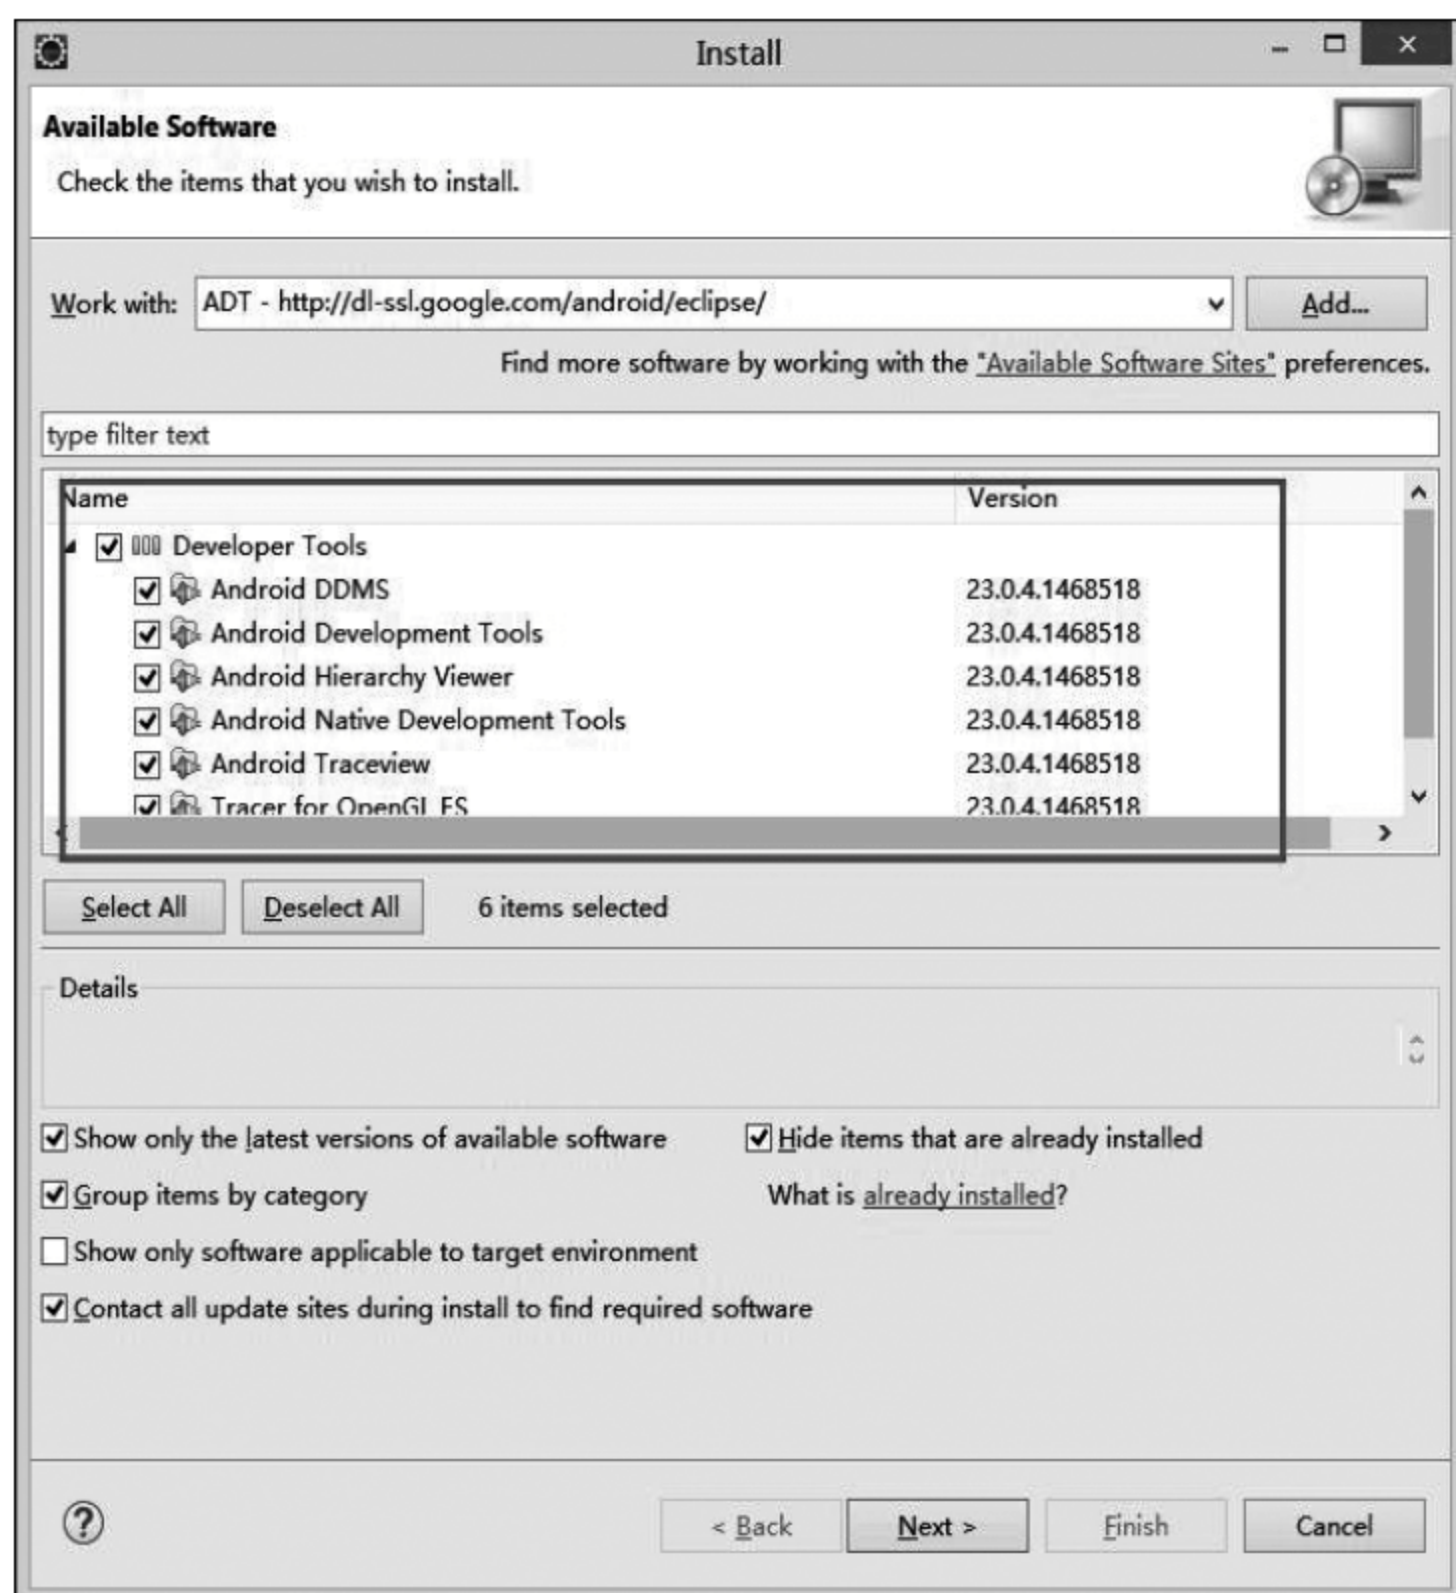 Install
Available Software
Check the items that you wish to install.
Work with: ADT - http://dl-ssl.google.com/android/eclipse/ Add...
Find more software by working with the "Available Software Sites" preferences.
type filter text
Name Version
Developer Tools
Android DDMS 23.0.4.1468518
Android Development Tools 23.0.4.1468518
Android Hierarchy Viewer 23.0.4.1468518
Android Native Development Tools 23.0.4.1468518
Android Traceview 23.0.4.1468518
Tracer for OpenGL ES 23.0.4.1468518
Select All Deselect All 6 items selected
Details
Show only the latest versions of available software Hide items that are already installed
Group items by category What is already installed?
Show only software applicable to target environment
Contact all update sites during install to find required software
? < Back Next > Finish Cancel